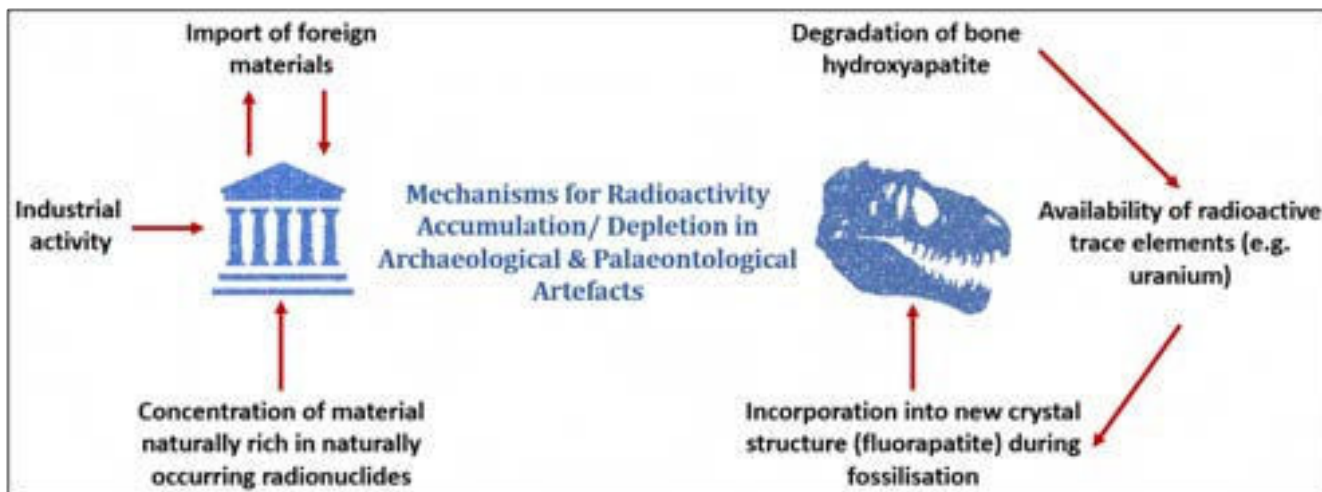 Import of foreign
materials
Industrial
activity
Concentration of material
naturally rich in naturally
occurring radionuclides
Mechanisms for Radioactivity
Accumulation/ Depletion in
Archaeological & Palaeontological
Artefacts
Degradation of bone
hydroxyapatite
Availability of radioactive
trace elements (e.g.
uranium)
Incorporation into new crystal
structure (fluorapatite) during
fossilisation